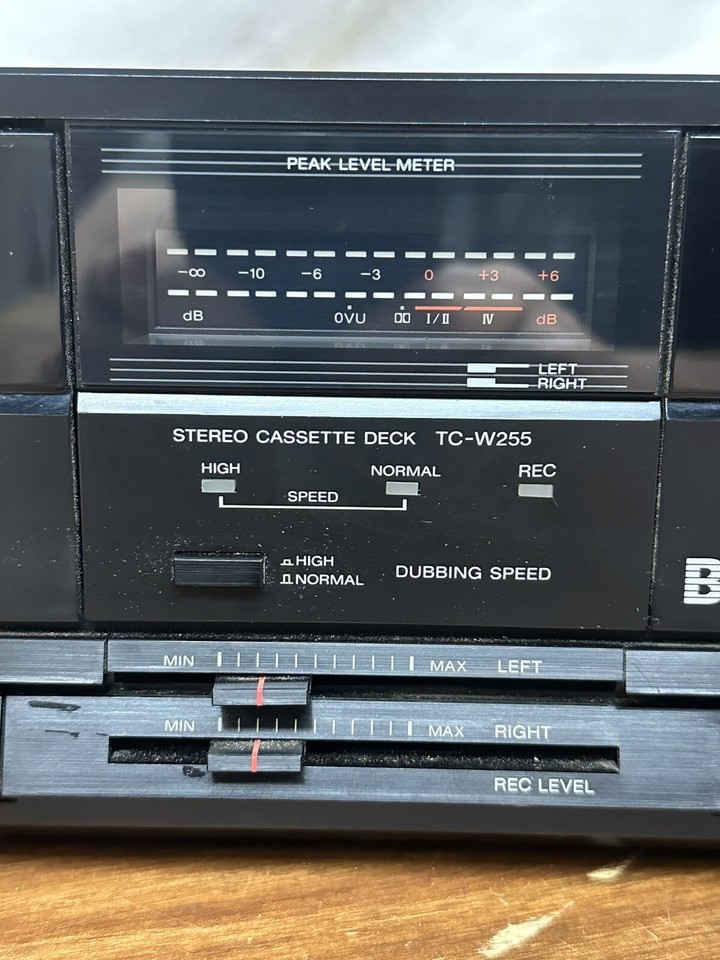 PEAK LEVEL METER
-∞ -10 -6 -3 0 +3 +6
dB 0VU I/II IV dB
LEFT
RIGHT
STEREO CASSETTE DECK TC-W255
HIGH NORMAL REC
SPEED
HIGH
NORMAL
DUBBING SPEED
B
MIN MAX LEFT
MIN MAX RIGHT
REC LEVEL